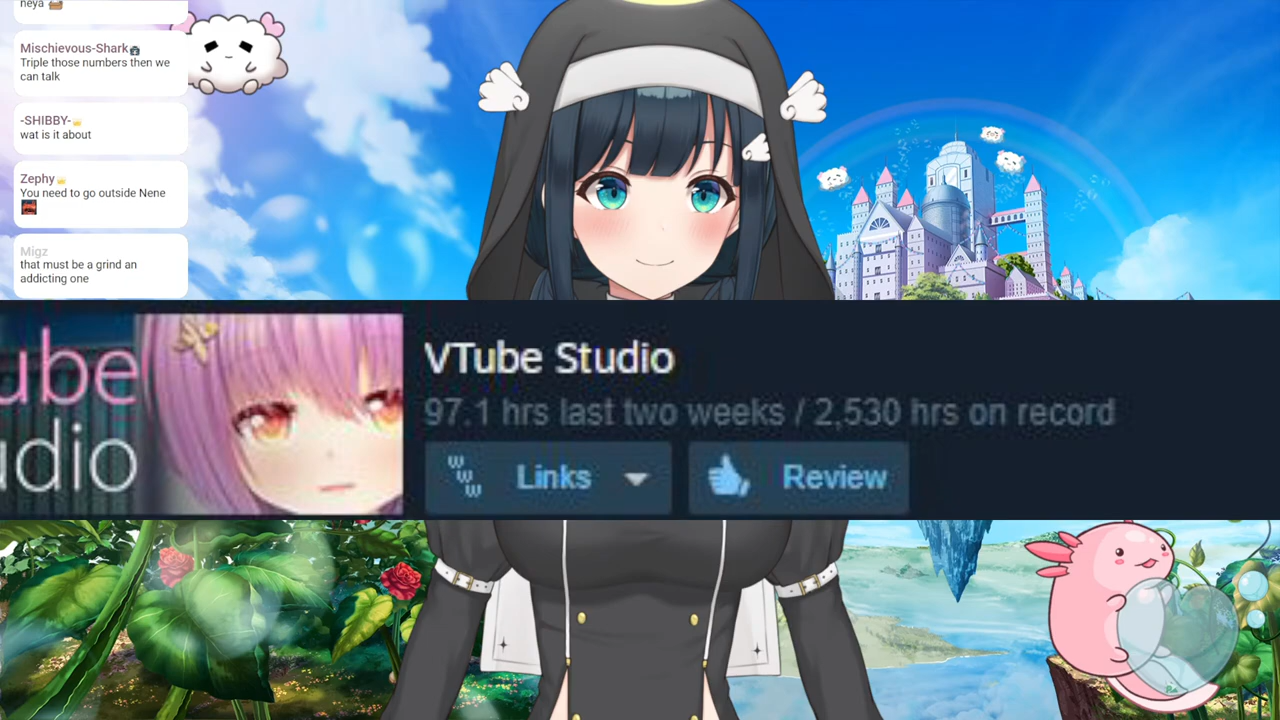 neya
Mischievous-Shark
Triple those numbers then we
can talk
-SHIBBY-
wat is it about
Zephy
You need to go outside Nene
Migz
that must be a grind an
addicting one
ube
udio
VTube Studio
97.1 hrs last two weeks / 2,530 hrs on record
W W W Links
Review